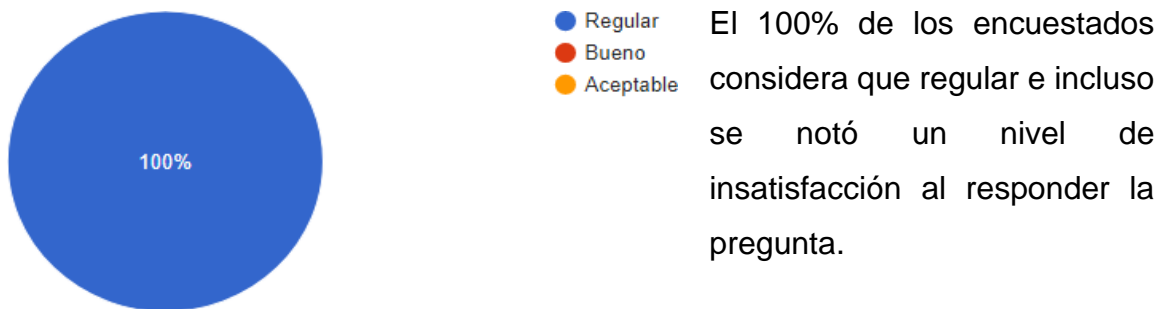 100%
Regular
Bueno
Aceptable
El 100% de los encuestados
considera que regular e incluso
se notó un nivel de
insatisfacción al responder la
pregunta.